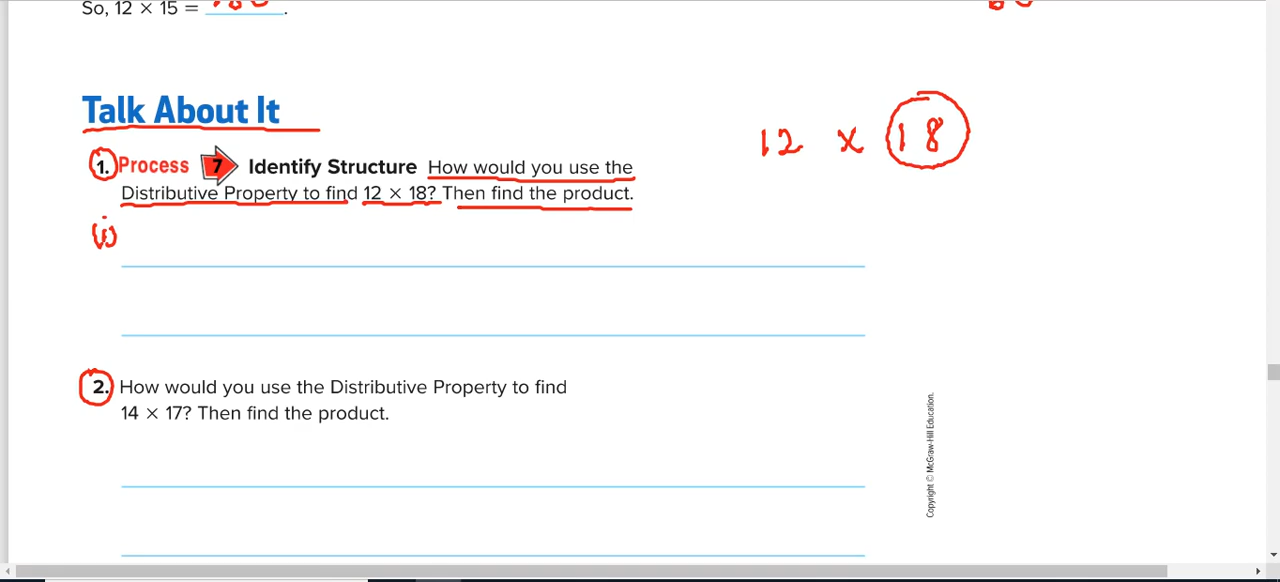 So, 12 × 15 = 180.
Talk About It
1. Process 7 Identify Structure How would you use the
Distributive Property to find 12 × 18? Then find the product.
12 × 18
(i)
2. How would you use the Distributive Property to find
14 × 17? Then find the product.
Copyright © McGraw-Hill Education.